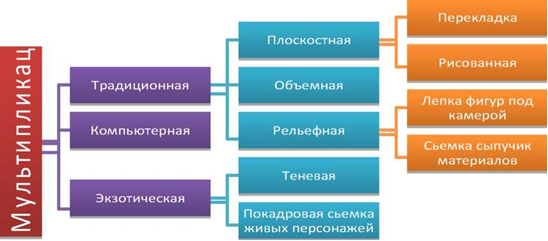 Мультипликац
Традиционная
Компьютерная
Экзотическая
Плоскостная
Объемная
Рельефная
Теневая
Покадровая сьемка
живых персонажей
Перекладка
Рисованная
Лепка фигур под
камерой
Сьемка сыпучик
материалов